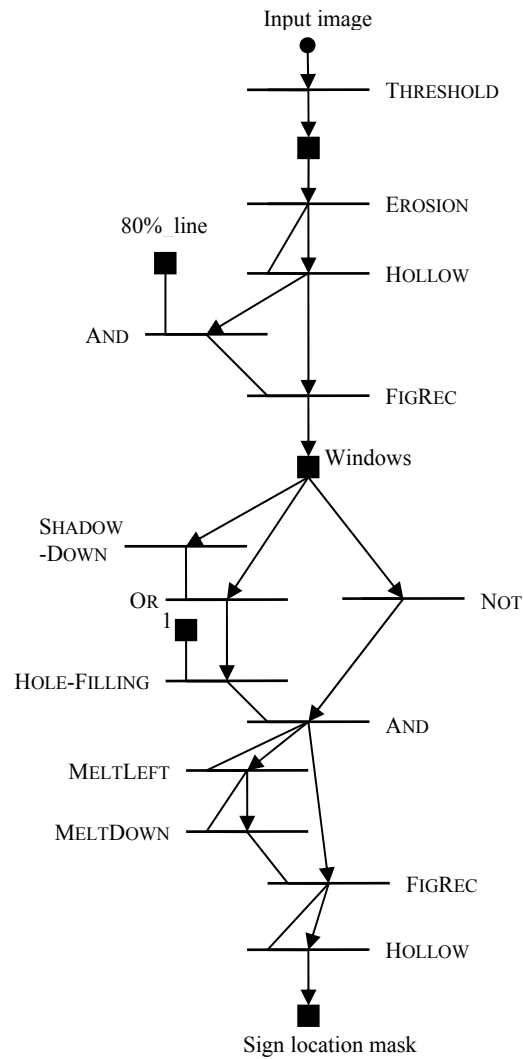 Input image
THRESHOLD
EROSION
80%_line
HOLLOW
AND
FIGREC
Windows
SHADOW
-DOWN
OR
NOT
1
HOLE-FILLING
AND
MELTLEFT
MELTDOWN
FIGREC
HOLLOW
Sign location mask